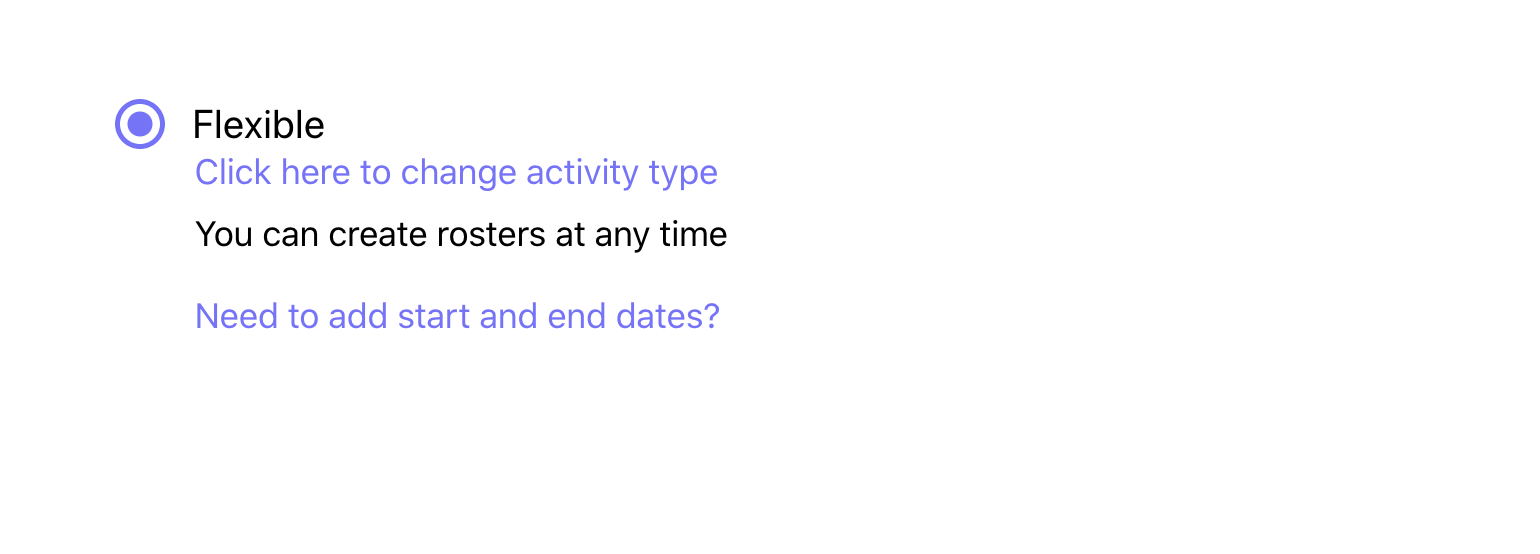 Flexible
Click here to change activity type
You can create rosters at any time
Need to add start and end dates?